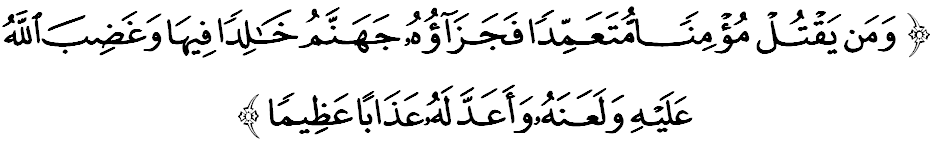 ﴿ وَمَن يَقْتُلْ مُؤْمِنًا مُّتَعَمِّدًا فَجَزَآؤُهُۥ جَهَنَّمُ خَٰلِدًا فِيهَا وَغَضِبَ ٱللَّهُ
عَلَيْهِ وَلَعَنَهُۥ وَأَعَدَّ لَهُۥ عَذَابًا عَظِيمًا ﴾